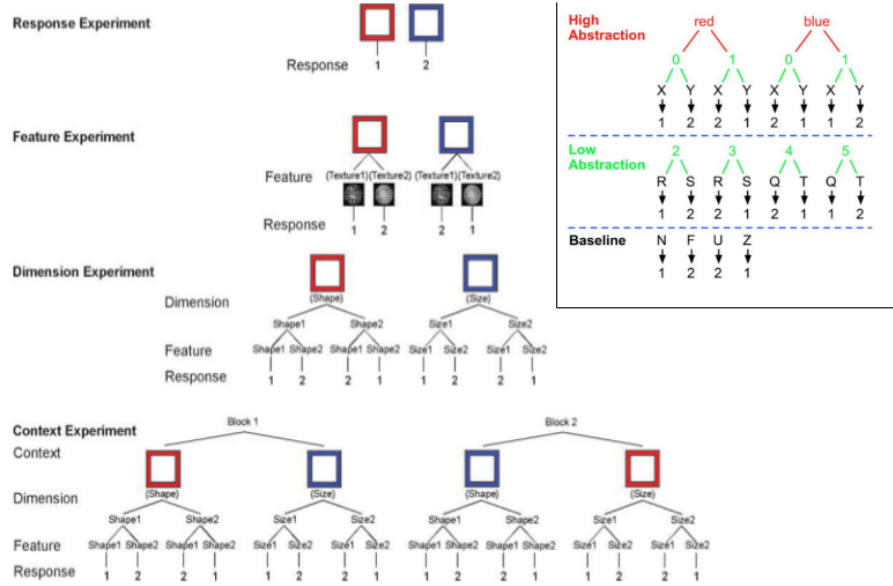 Response Experiment
Response 1 2
Feature Experiment
Feature (Texture1)(Texture2) (Texture1)(Texture2)
Response 1 2 2 1
Dimension Experiment
Dimension (Shape) (Size)
Shape1 Shape2 Size1 Size2
Feature Shape1 Shape2 Shape1 Shape2 Size1 Size2 Size1 Size2
Response 1 2 2 1 1 2 2 1
Block 1 Block 2
Context Experiment
Context
Dimension (Shape) (Size) (Shape) (Size)
Shape1 Shape2 Size1 Size2 Shape1 Shape2 Size1 Size2
Feature Shape1 Shape2 Shape1 Shape2 Size1 Size2 Size1 Size2 Shape1 Shape2 Shape1 Shape2 Size1 Size2 Size1 Size2
Response 1 2 2 1 1 2 2 1 1 2 2 1 1 2 2 1
High red blue
Abstraction
0 1 0 1
X Y X Y X Y X Y
1 2 2 1 2 1 1 2
Low 2 3 4 5
Abstraction
R S R S Q T Q T
1 2 2 1 2 1 1 2
Baseline N F U Z
1 2 2 1